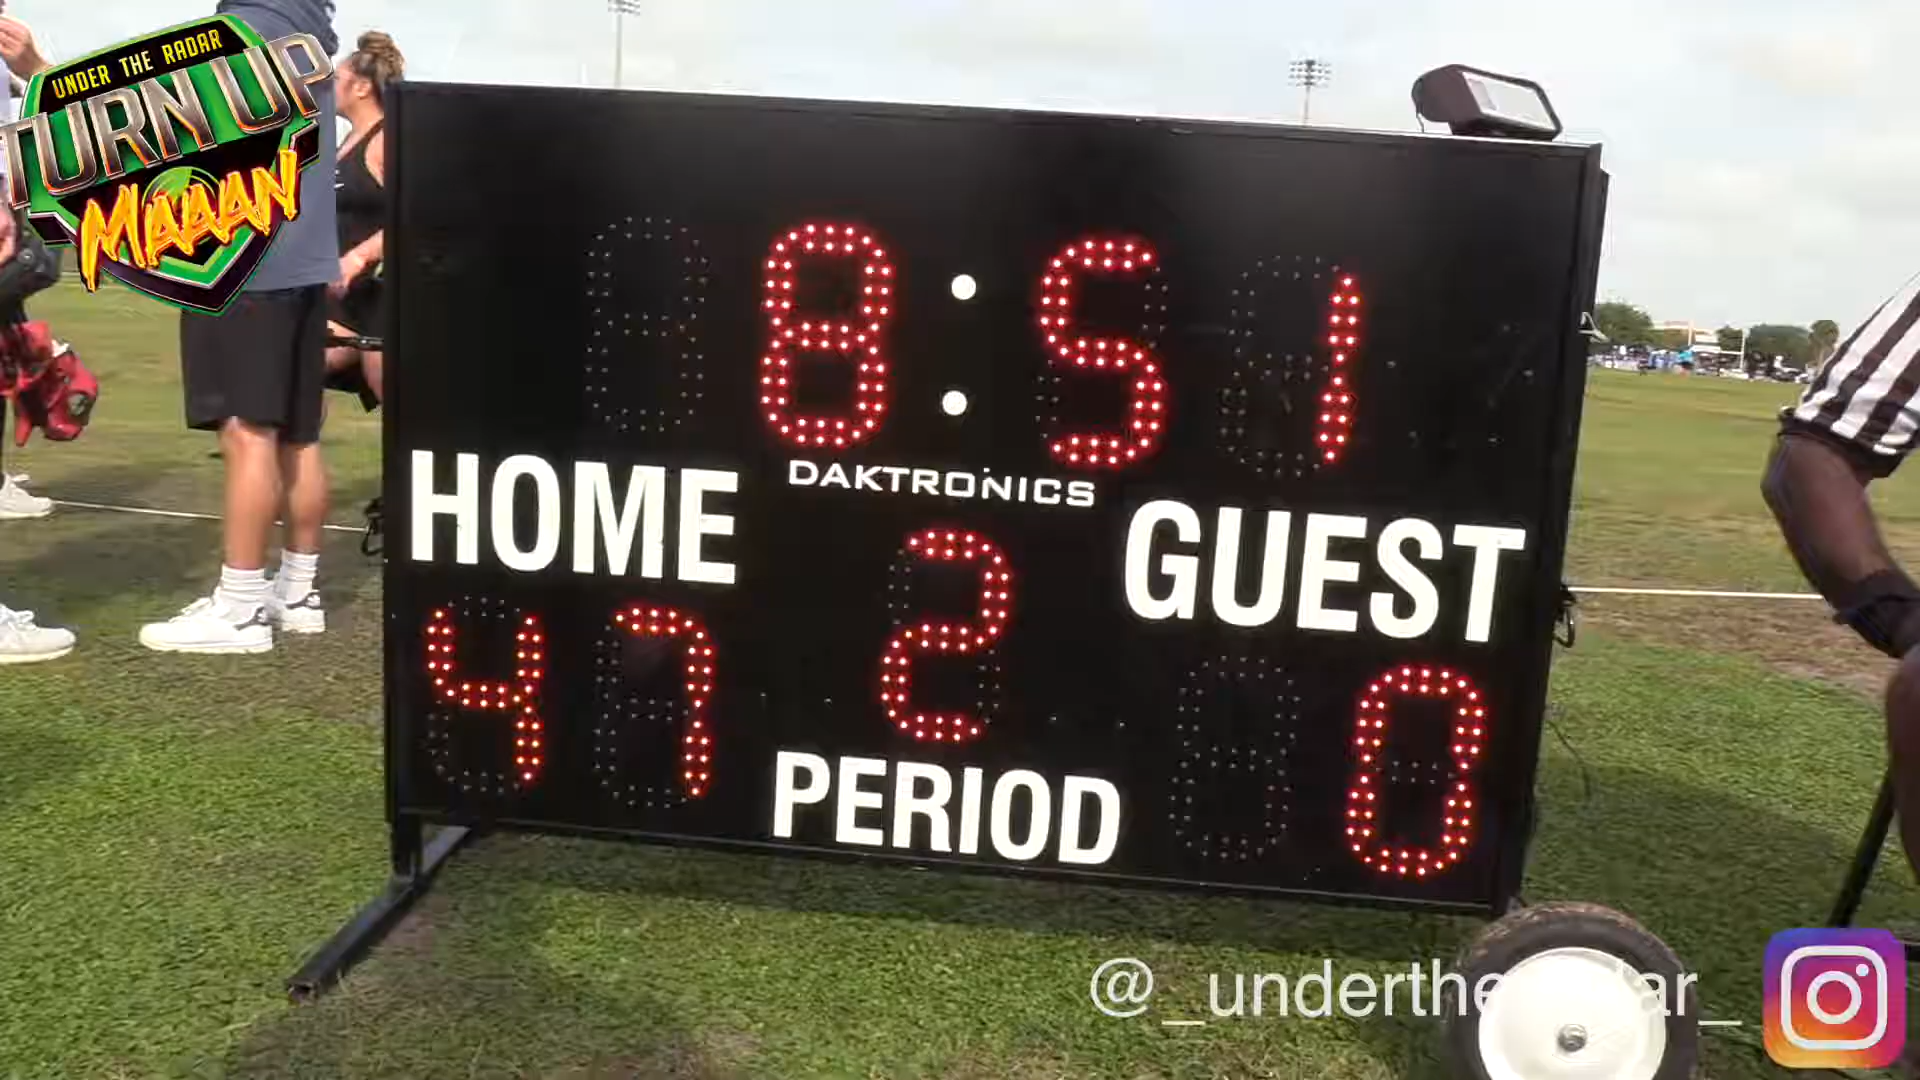 UNDER THE RADAR
TURN UP
MAAAN
8:51
DAKTRONICS
HOME
GUEST
47
2
0
PERIOD